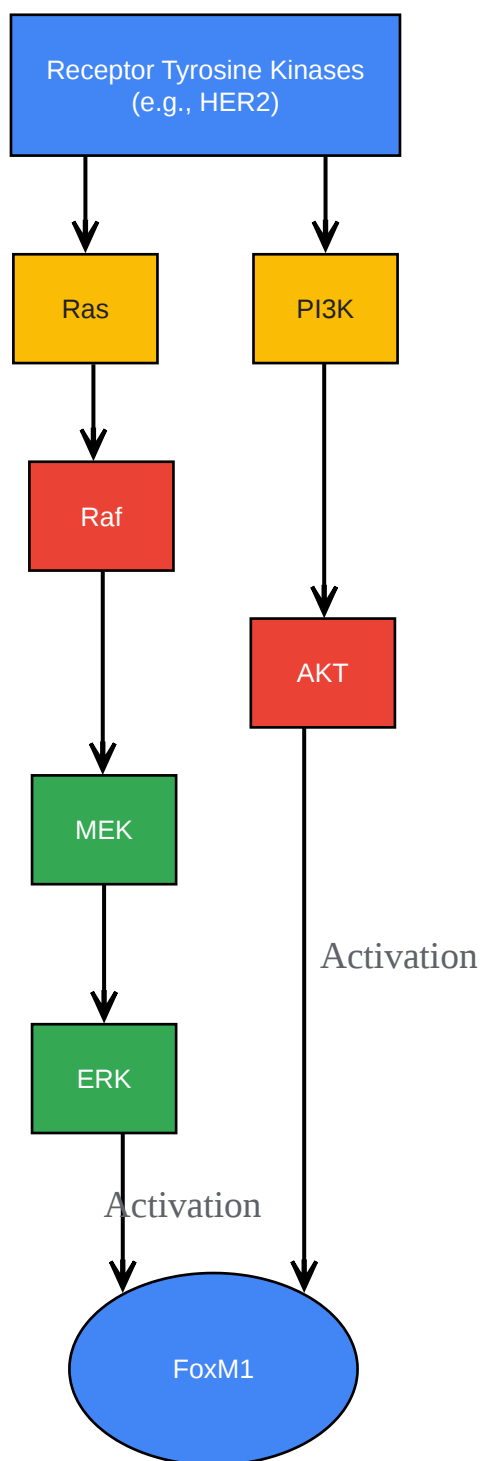 Receptor Tyrosine Kinases
(e.g., HER2)
Ras
PI3K
Raf
AKT
MEK
Activation
ERK
Activation
FoxM1